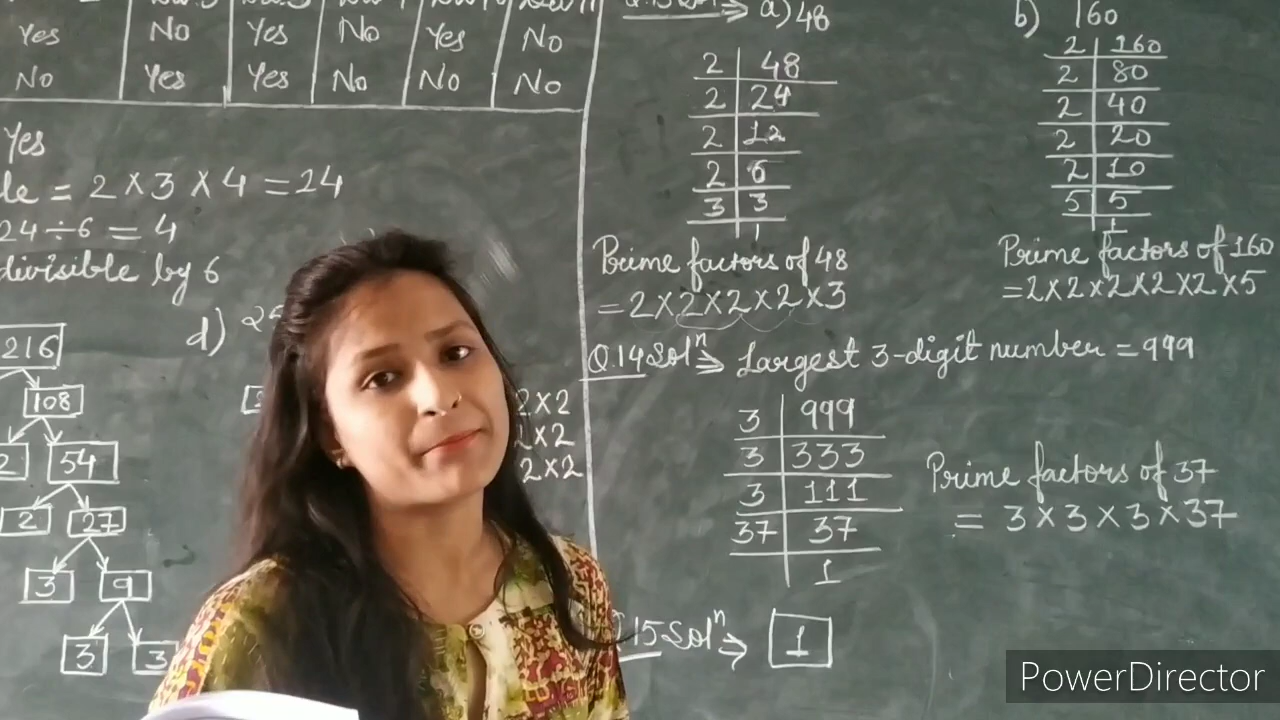 Yes No Yes No Yes No
No Yes Yes No No No
Yes
= 2 × 3 × 4 = 24
24 ÷ 6 = 4
divisible by 6
216
108
2 54
2 27
3 9
3 3
d)
2×2
2×2
2×2
a) 48
2 48
2 24
2 12
2 6
3 3
1
Prime factors of 48
= 2×2×2×2×3
b) 160
2 160
2 80
2 40
2 20
2 10
5 5
1
Prime factors of 160
= 2×2×2×2×2×5
Q.14 Solⁿ ⇒ Largest 3-digit number = 999
3 999
3 333
3 111
37 37
1
Prime factors of 37
= 3×3×3×37
15 Solⁿ ⇒ 1
PowerDirector